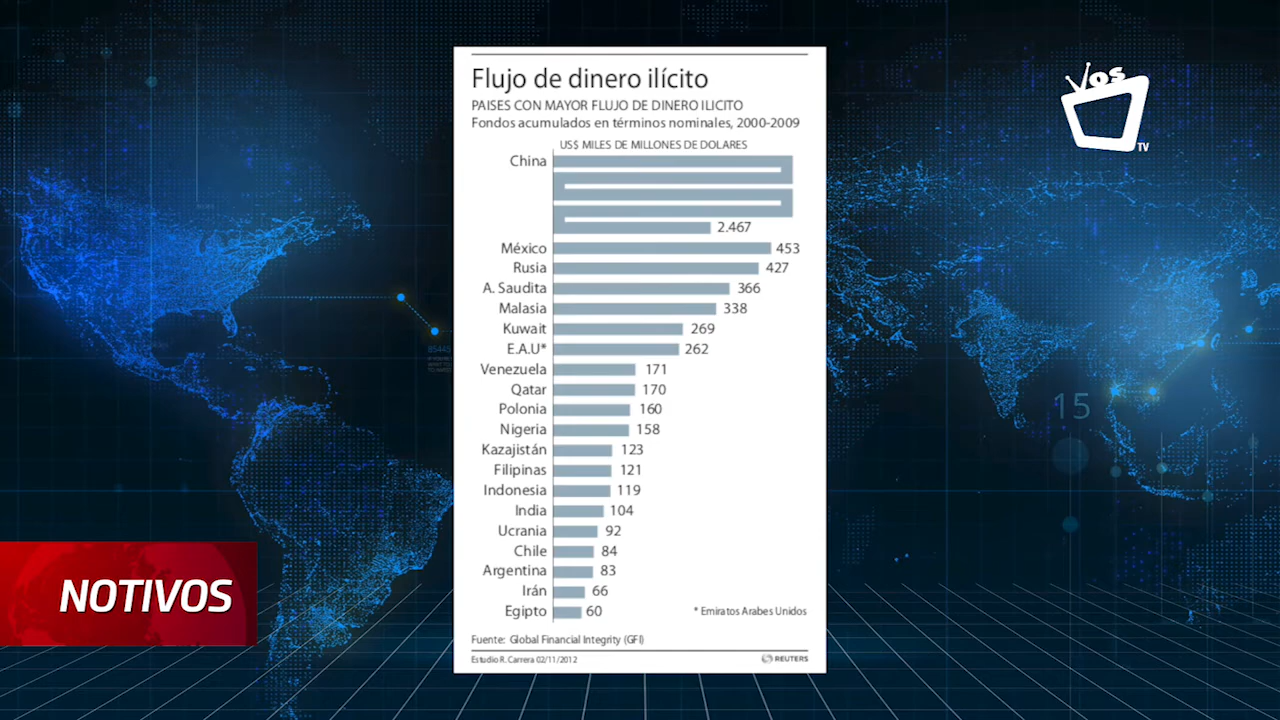 Flujo de dinero ilícito
PAISES CON MAYOR FLUJO DE DINERO ILICITO
Fondos acumulados en términos nominales, 2000-2009
US$ MILES DE MILLONES DE DOLARES
China 2.467
México 453
Rusia 427
A. Saudita 366
Malasia 338
Kuwait 269
E.A.U* 262
Venezuela 171
Qatar 170
Polonia 160
Nigeria 158
Kazajistán 123
Filipinas 121
Indonesia 119
India 104
Ucrania 92
Chile 84
Argentina 83
Irán 66
Egipto 60
* Emiratos Arabes Unidos
Fuente: Global Financial Integrity (GFI)
Estudio R. Carrera 02/11/2012
REUTERS
VOS
TV
15
NOTIVOS